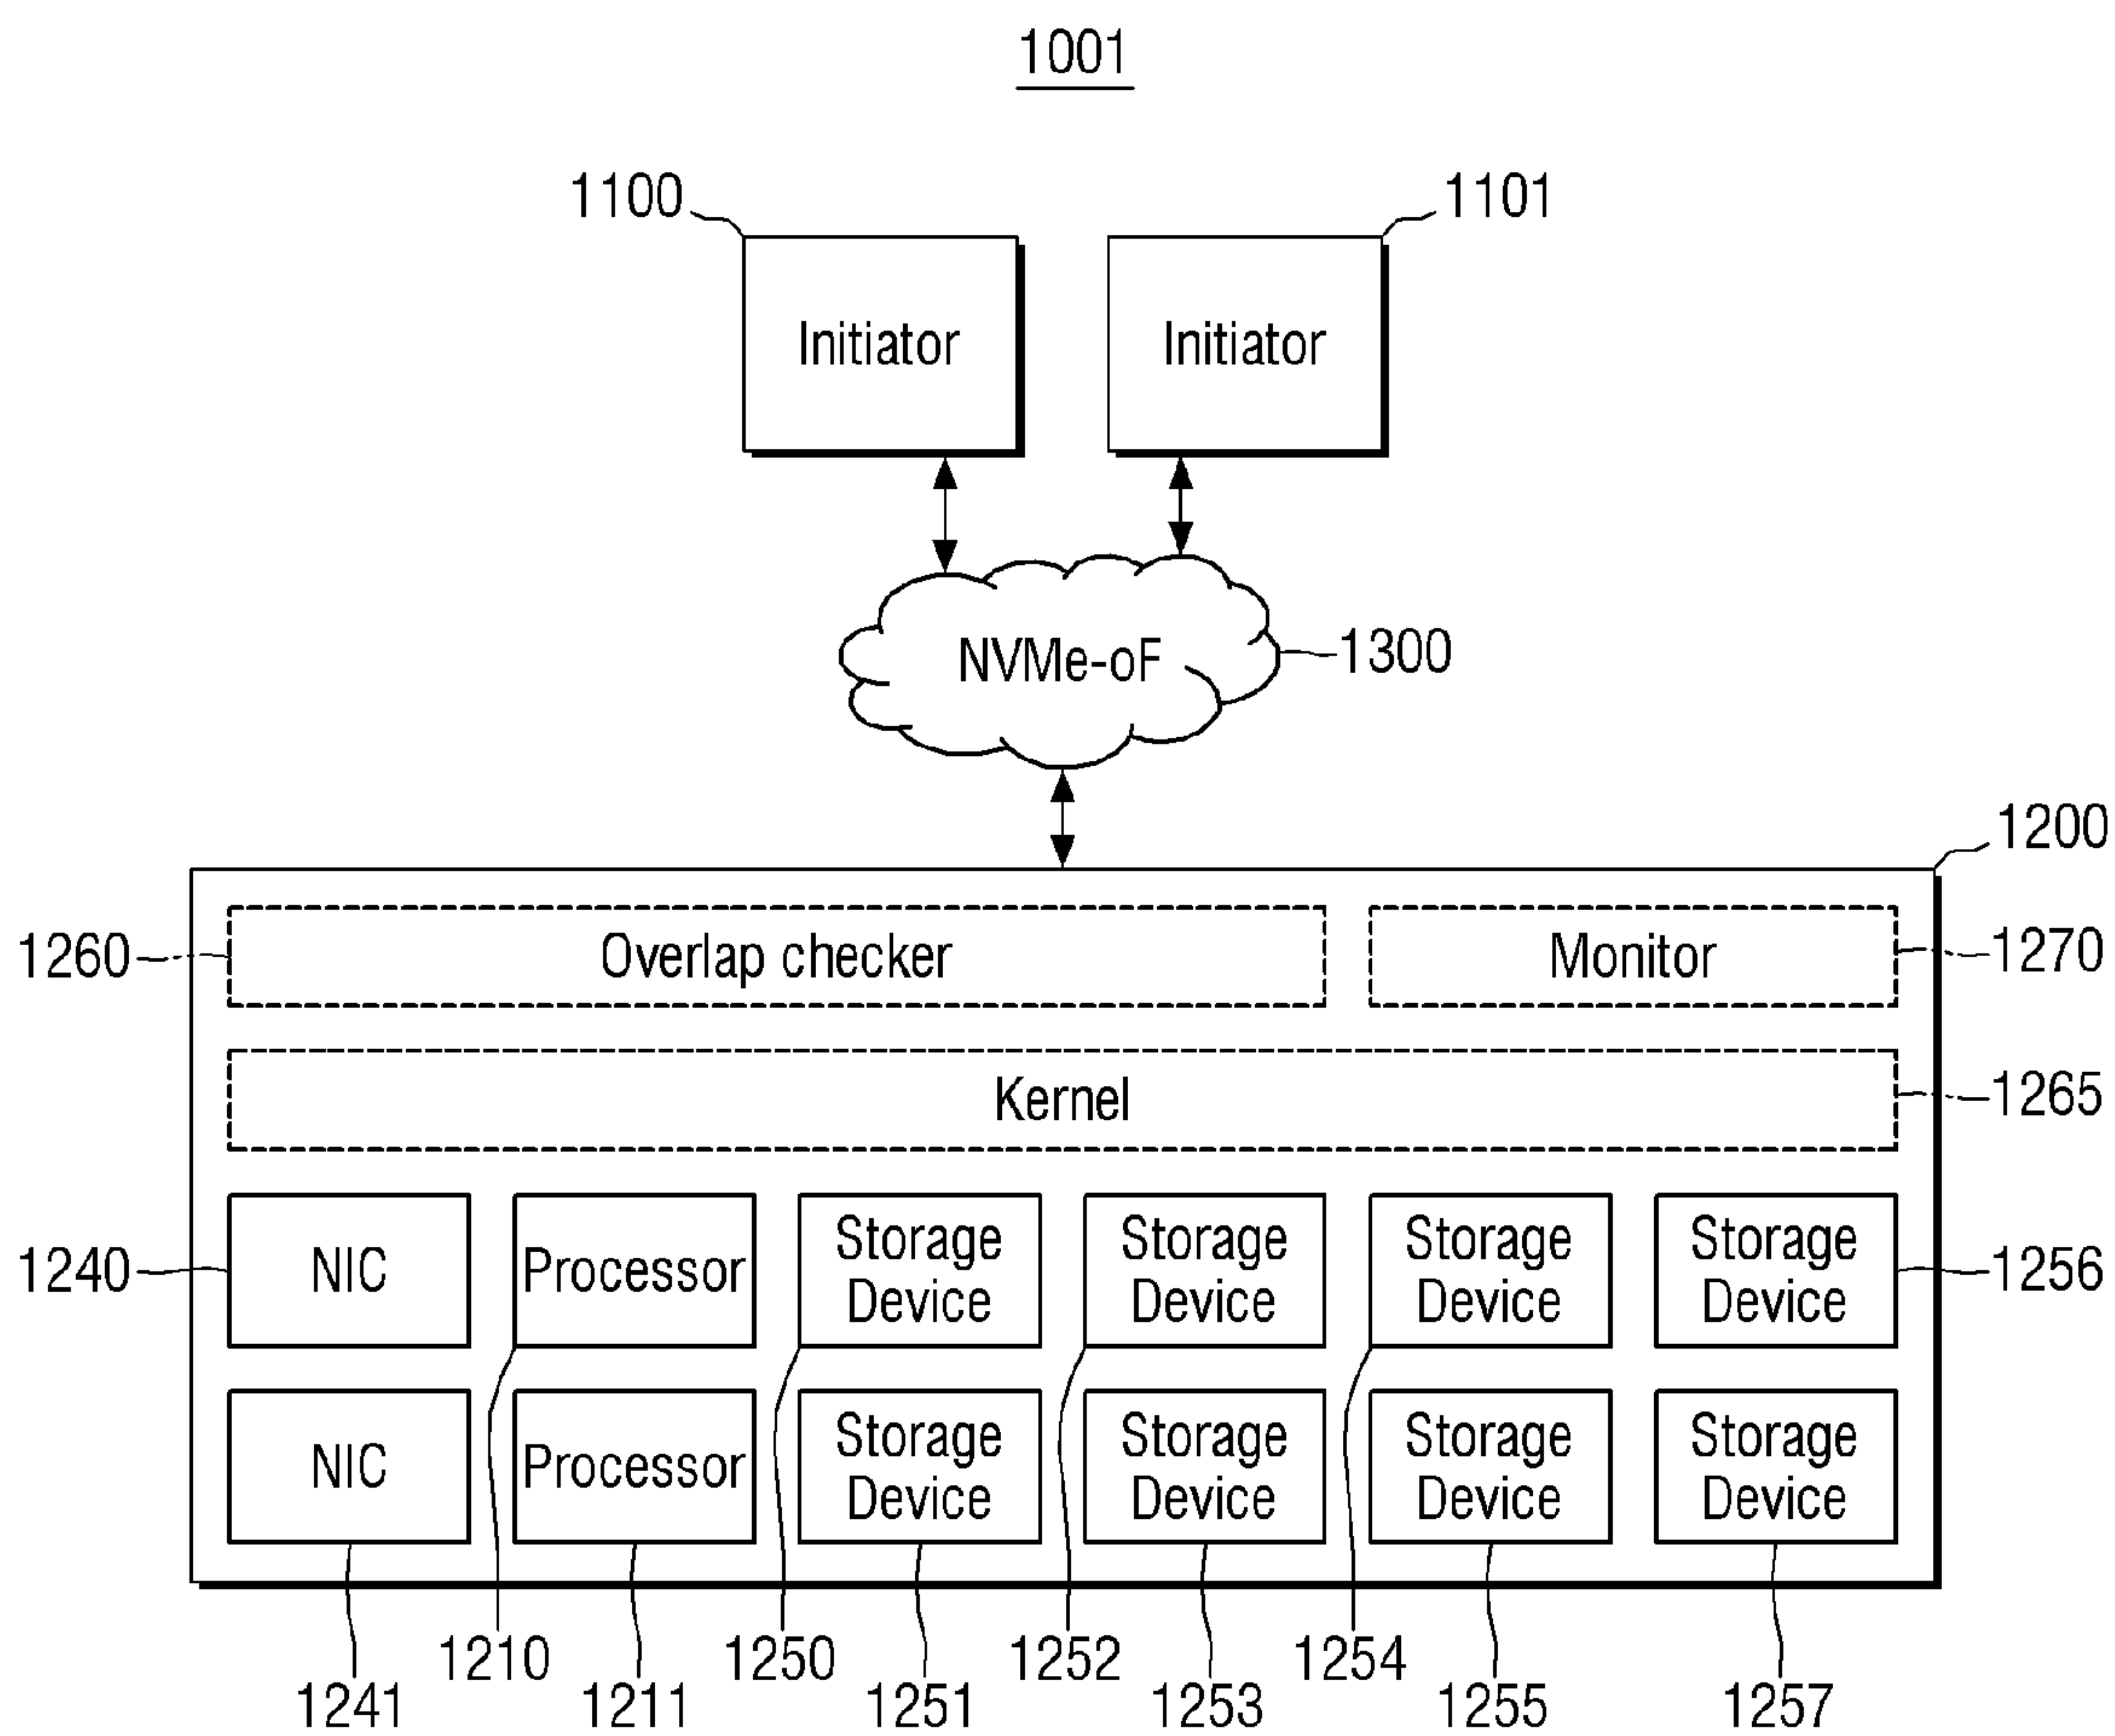 1001
1100
1101
Initiator
Initiator
NVMe-oF
1300
1200
1260
Overlap checker
Monitor
1270
Kernel
1265
1240
NIC
Processor
Storage
Device
Storage
Device
Storage
Device
Storage
Device
1256
NIC
Processor
Storage
Device
Storage
Device
Storage
Device
Storage
Device
1210
1250
1252
1254
1241
1211
1251
1253
1255
1257